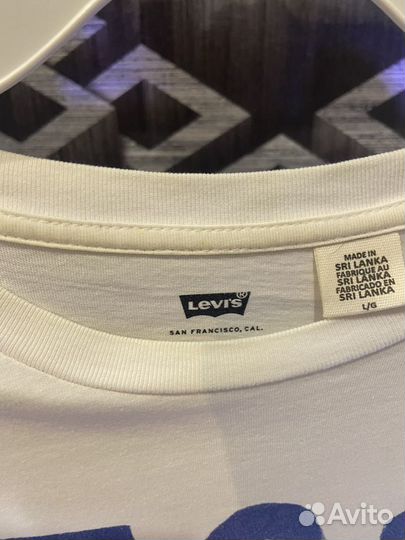 MADE IN
SRI LANKA
FABRIQUE AU
SRI LANKA
FABRICADO EN
SRI LANKA
L/G
Levi's
SAN FRANCISCO, CAL.
Avito